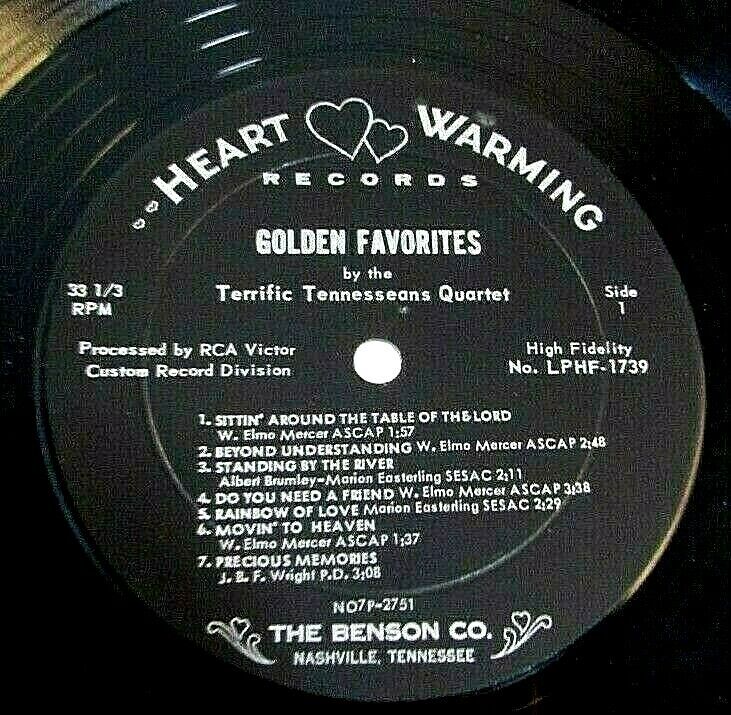 HEART WARMING
RECORDS
GOLDEN FAVORITES
by the
Terrific Tennesseans Quartet
33 1/3
RPM
Side
1
Processed by RCA Victor
Custom Record Division
High Fidelity
No. LPHF-1739
1. SITTIN' AROUND THE TABLE OF THE LORD
W. Elmo Mercer ASCAP 1:57
2. BEYOND UNDERSTANDING W. Elmo Mercer ASCAP 2:48
3. STANDING BY THE RIVER
Albert Brumley-Marion Easterling SESAC 2:11
4. DO YOU NEED A FRIEND W. Elmo Mercer ASCAP 3:38
5. RAINBOW OF LOVE Marion Easterling SESAC 2:29
6. MOVIN' TO HEAVEN
W. Elmo Mercer ASCAP 1:37
7. PRECIOUS MEMORIES
J. B. F. Wright P.D. 3:08
NO7P-2751
THE BENSON CO.
NASHVILLE, TENNESSEE